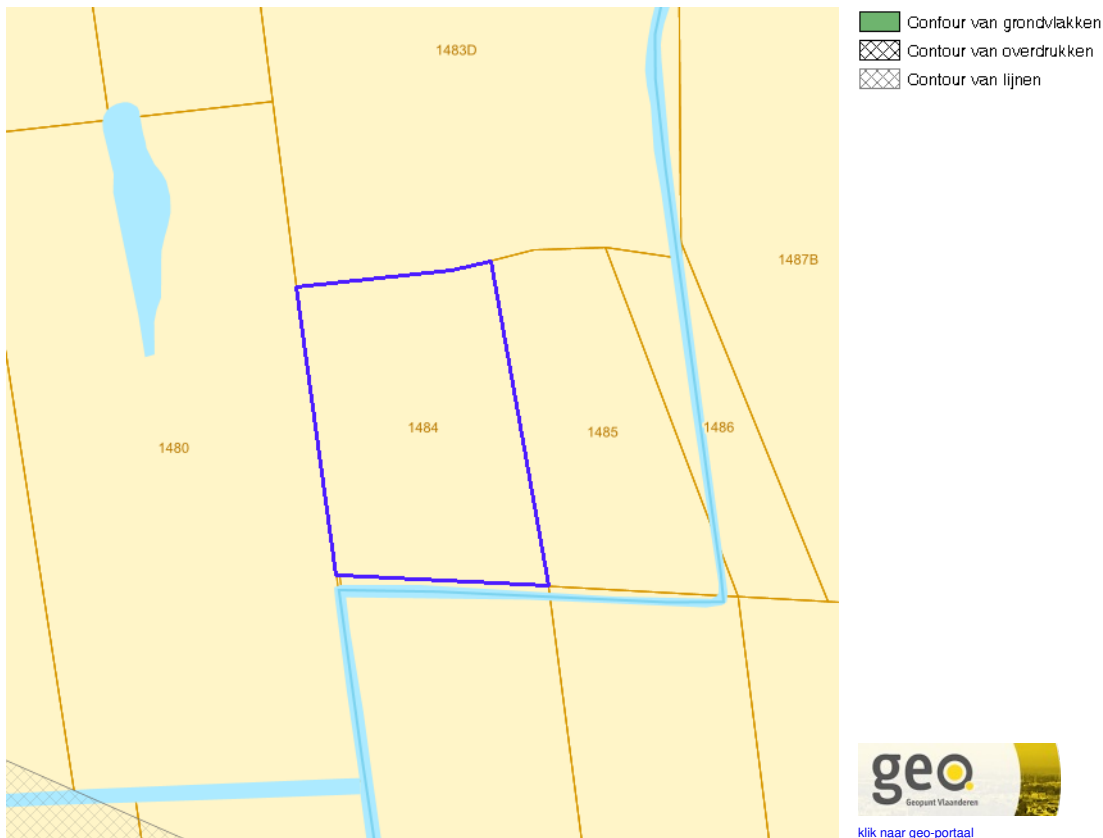 Contour van grondvlakken
Contour van overdrukken
Contour van lijnen
1483D
1487B
1484
1485
1486
1480
geo.
Geopunt Vlaanderen
klik naar geo-portaal